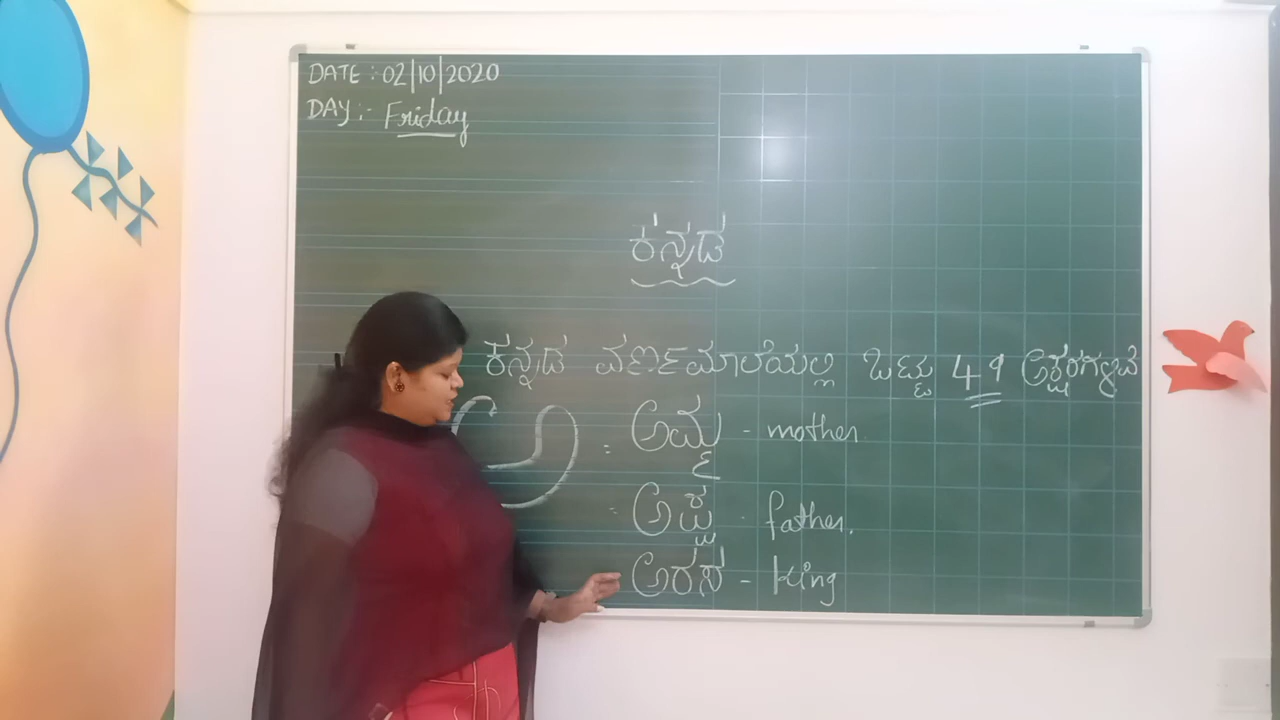 DATE : 02|10|2020
DAY :- Friday
ಕನ್ನಡ
ಕನ್ನಡ ವರ್ಣಮಾಲೆಯಲ್ಲಿ ಒಟ್ಟು 49 ಅಕ್ಷರಗಳಿವೆ
ಅ = ಅಮ್ಮ - mother.
= ಅಪ್ಪ - father.
ಅರಸ - King